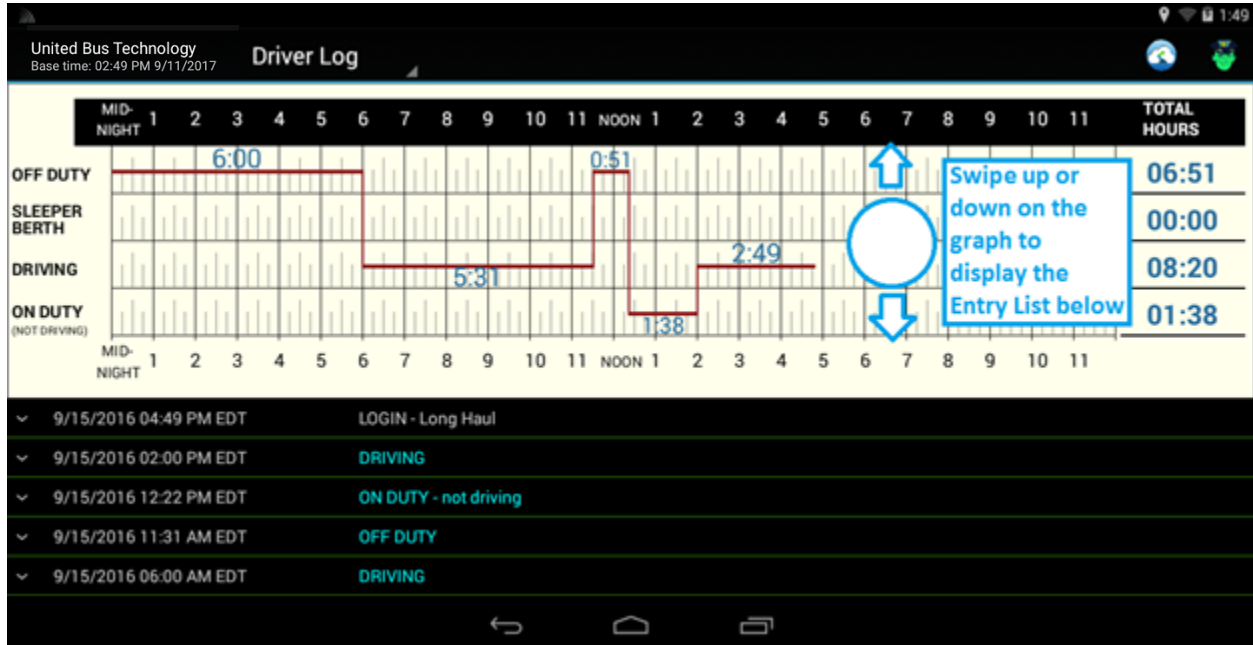 1:49
United Bus Technology
Base time: 02:49 PM 9/11/2017
Driver Log
MID-
NIGHT 1 2 3 4 5 6 7 8 9 10 11 NOON 1 2 3 4 5 6 7 8 9 10 11
TOTAL
HOURS
OFF DUTY 6:00 0:51 06:51
SLEEPER
BERTH 00:00
DRIVING 5:31 2:49 08:20
ON DUTY
(NOT DRIVING) 1:38 01:38
Swipe up or
down on the
graph to
display the
Entry List below
MID-
NIGHT 1 2 3 4 5 6 7 8 9 10 11 NOON 1 2 3 4 5 6 7 8 9 10 11
9/15/2016 04:49 PM EDT LOGIN - Long Haul
9/15/2016 02:00 PM EDT DRIVING
9/15/2016 12:22 PM EDT ON DUTY - not driving
9/15/2016 11:31 AM EDT OFF DUTY
9/15/2016 06:00 AM EDT DRIVING